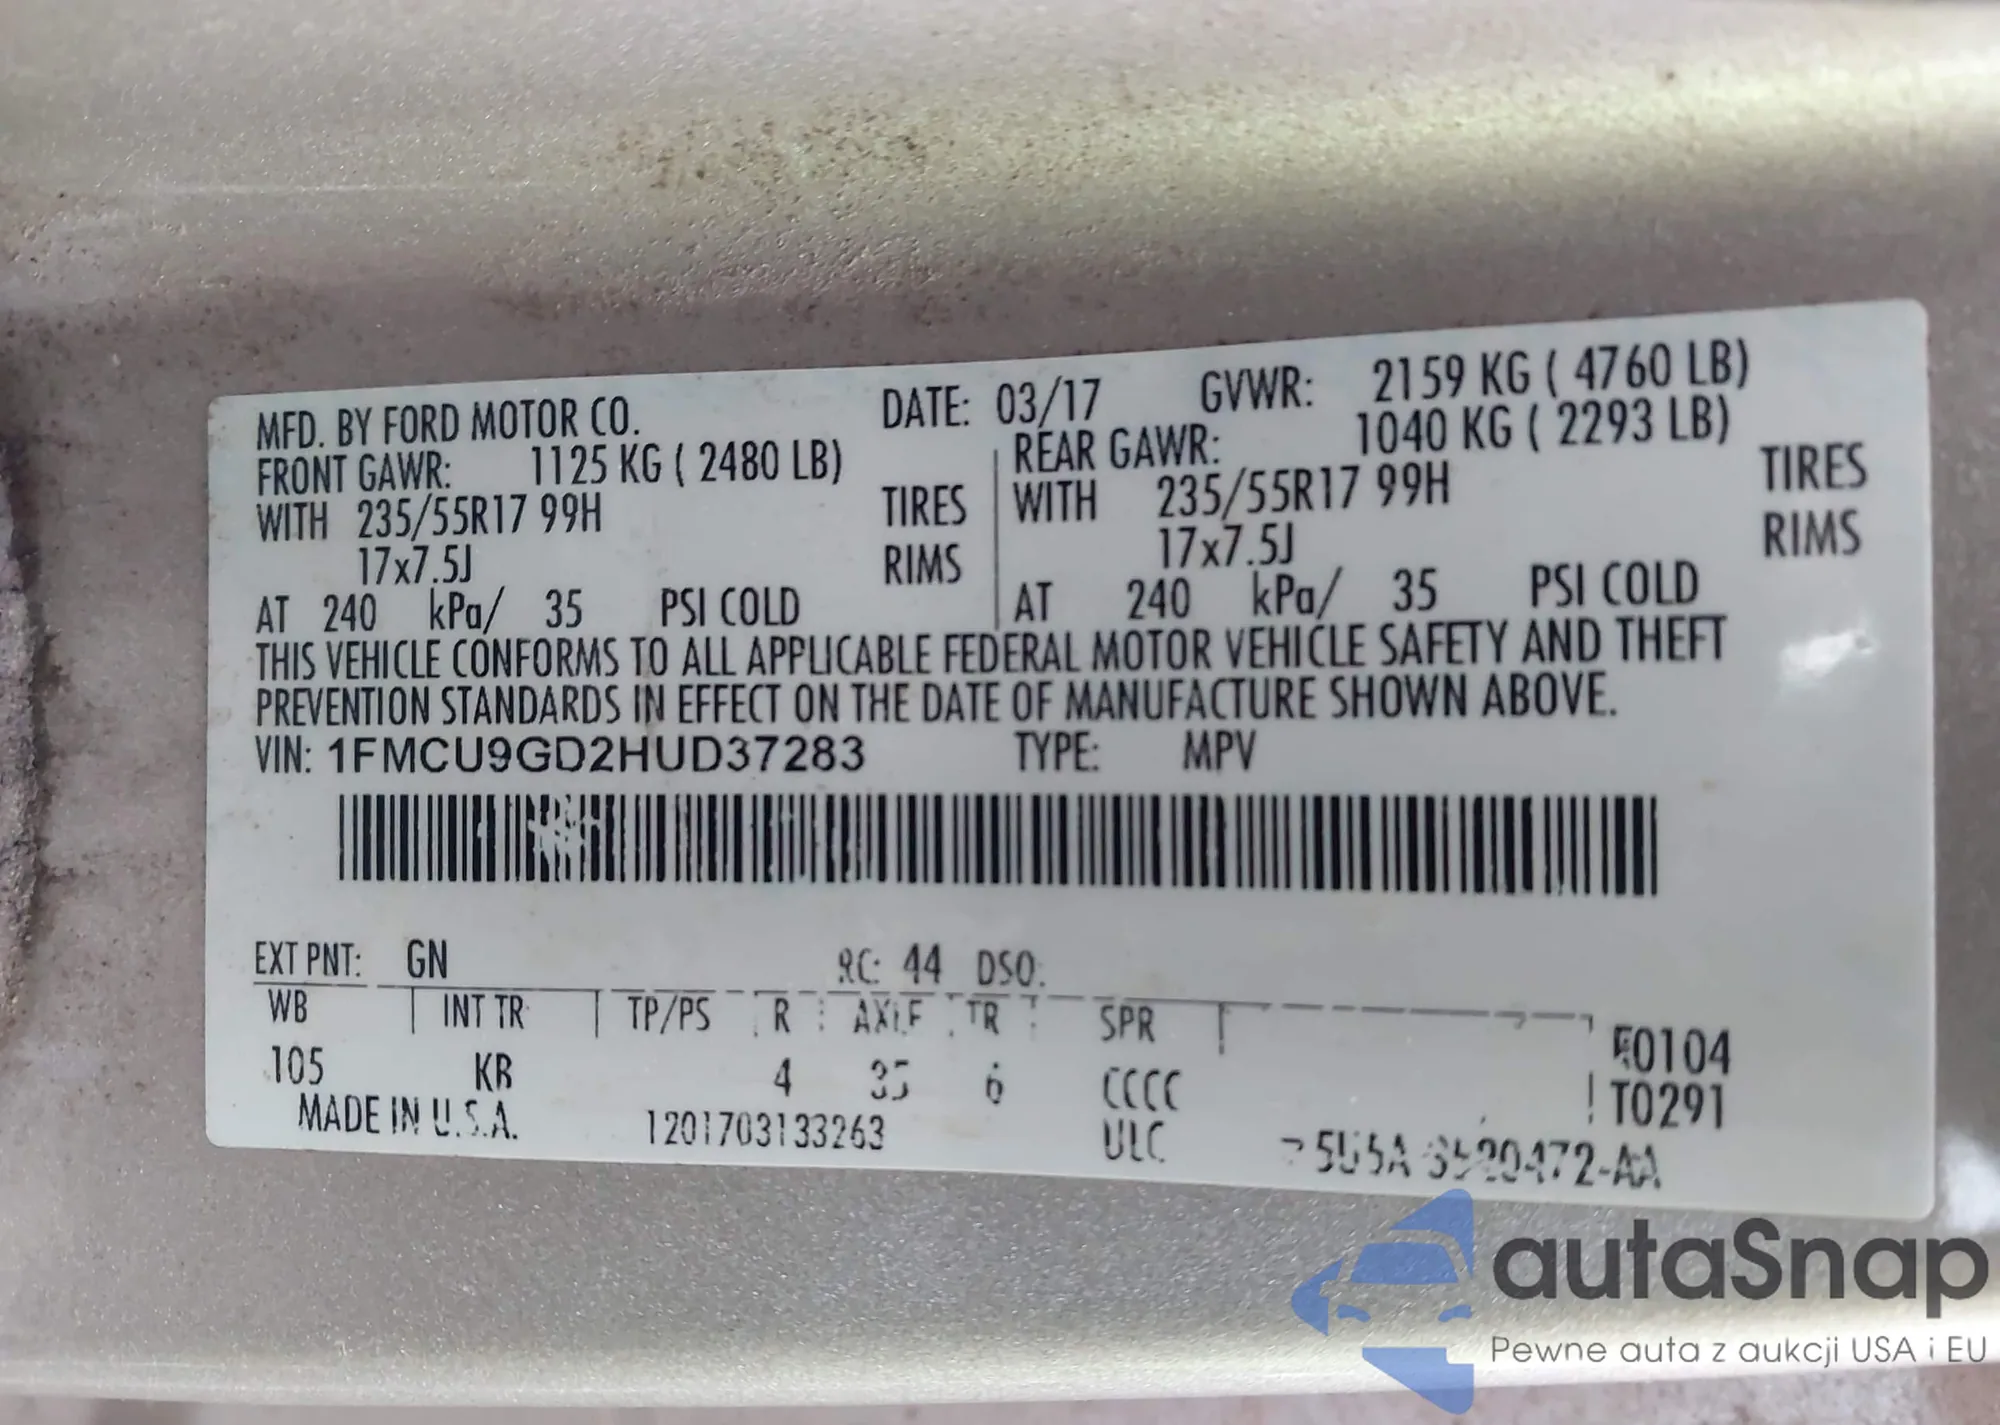 MFD. BY FORD MOTOR CO. DATE: 03/17 GVWR: 2159 KG ( 4760 LB)
FRONT GAWR: 1125 KG ( 2480 LB) REAR GAWR: 1040 KG ( 2293 LB)
WITH 235/55R17 99H TIRES WITH 235/55R17 99H TIRES
17x7.5J RIMS 17x7.5J RIMS
AT 240 kPa/ 35 PSI COLD AT 240 kPa/ 35 PSI COLD
THIS VEHICLE CONFORMS TO ALL APPLICABLE FEDERAL MOTOR VEHICLE SAFETY AND THEFT
PREVENTION STANDARDS IN EFFECT ON THE DATE OF MANUFACTURE SHOWN ABOVE.
VIN: 1FMCU9GD2HUD37283 TYPE: MPV
EXT PNT: GN RC: 44 DSO:
WB INT TR TP/PS R AXLE TR SPR
105 KB 4 35 6 CCCC
T0291
MADE IN U.S.A. 1201703133263 ULC
autaSnap
Pewne auta z aukcji USA i EU